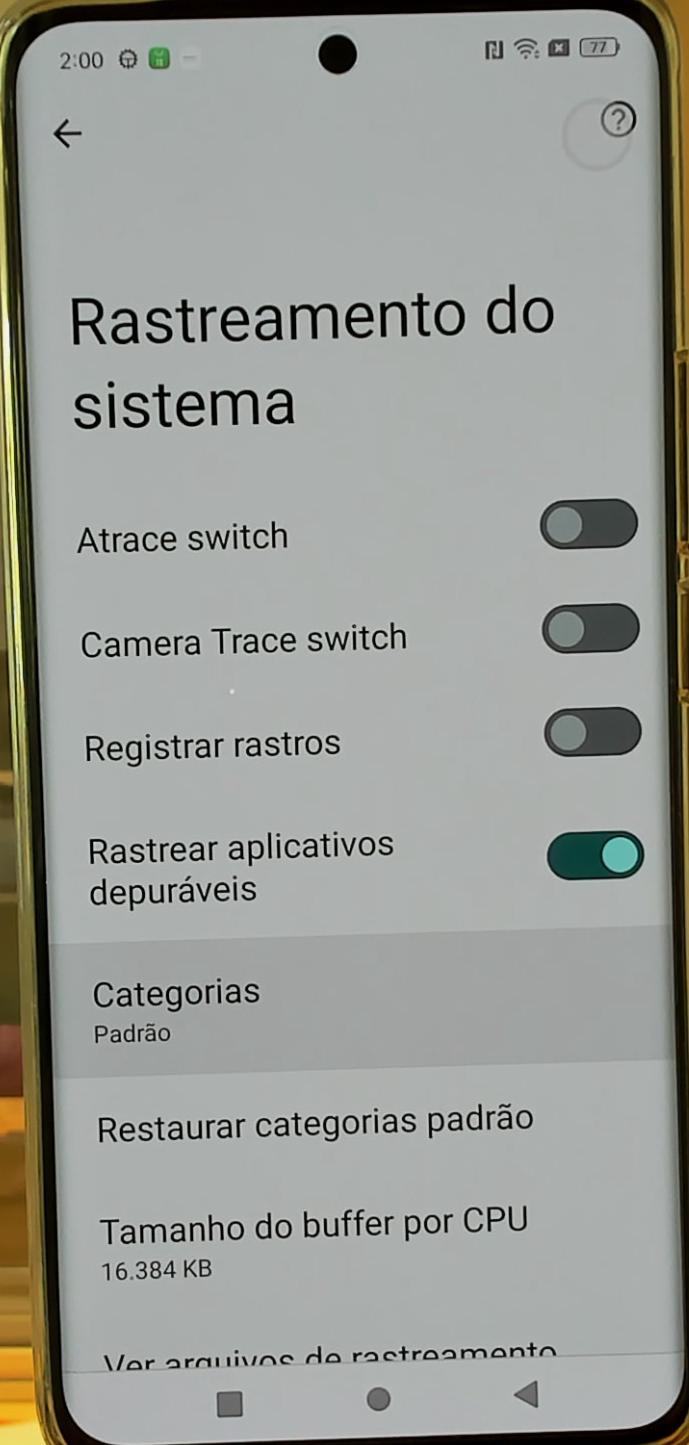 2:00
77
Rastreamento do
sistema
Atrace switch
Camera Trace switch
Registrar rastros
Rastrear aplicativos
depuráveis
Categorias
Padrão
Restaurar categorias padrão
Tamanho do buffer por CPU
16.384 KB
Ver arquivos de rastreamento